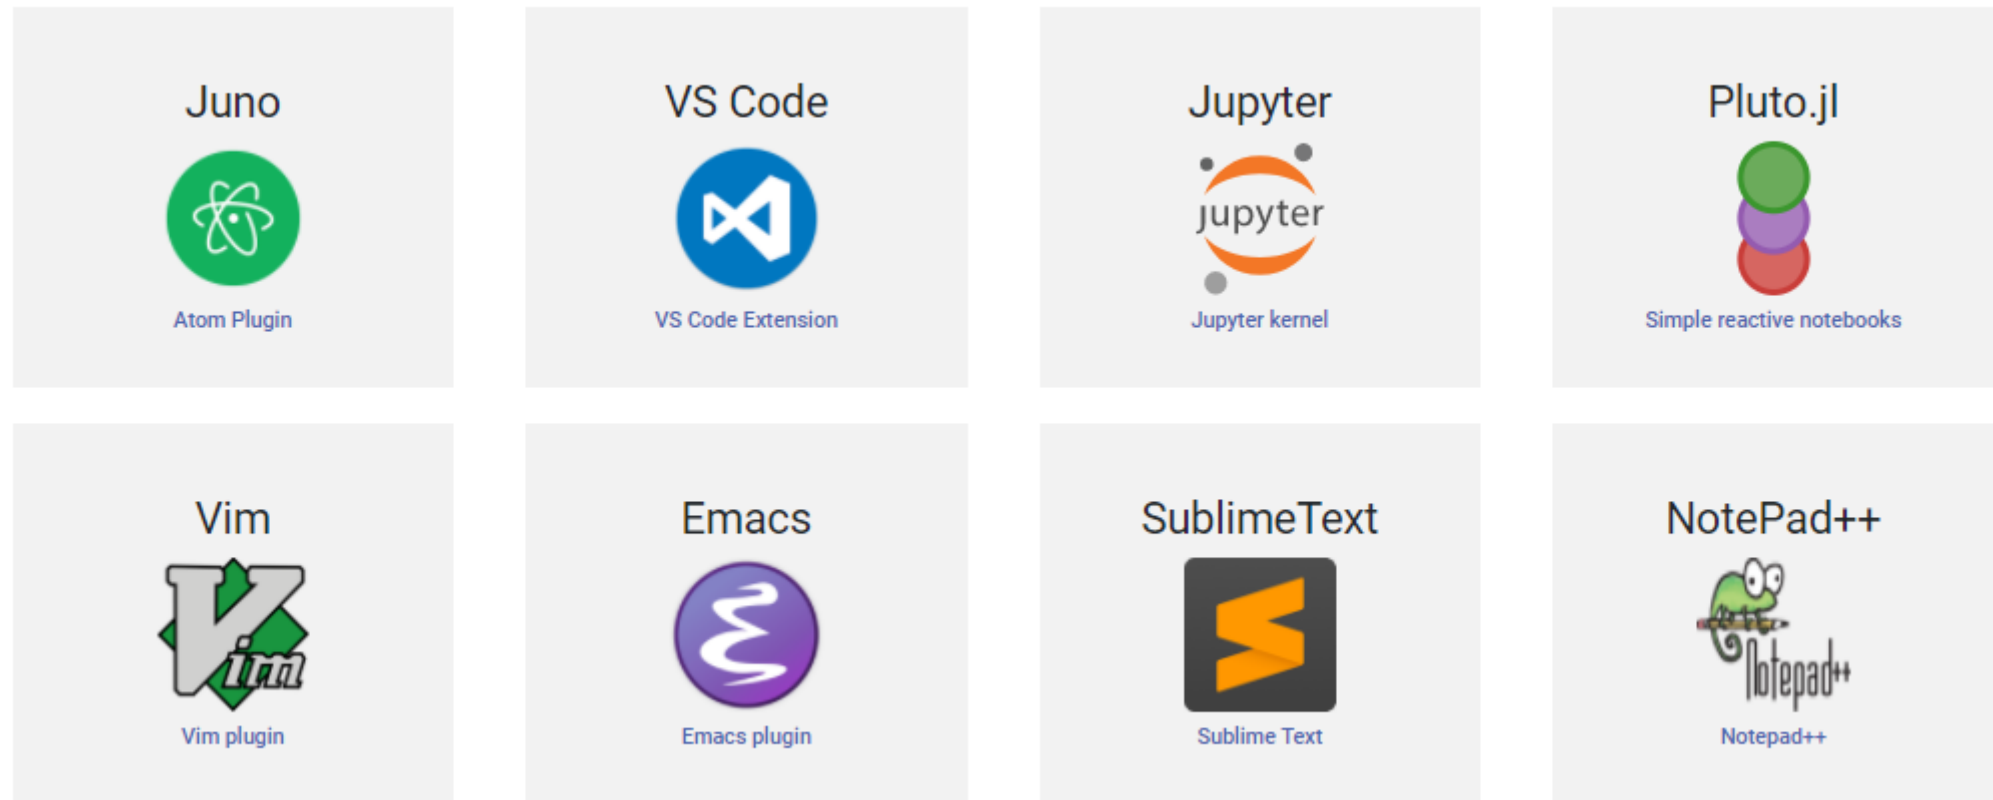 Juno
Atom Plugin
VS Code
VS Code Extension
Jupyter
jupyter
Jupyter kernel
Pluto.jl
Simple reactive notebooks
Vim
Vim
Vim plugin
Emacs
Emacs plugin
SublimeText
Sublime Text
NotePad++
Notepad++
Notepad++